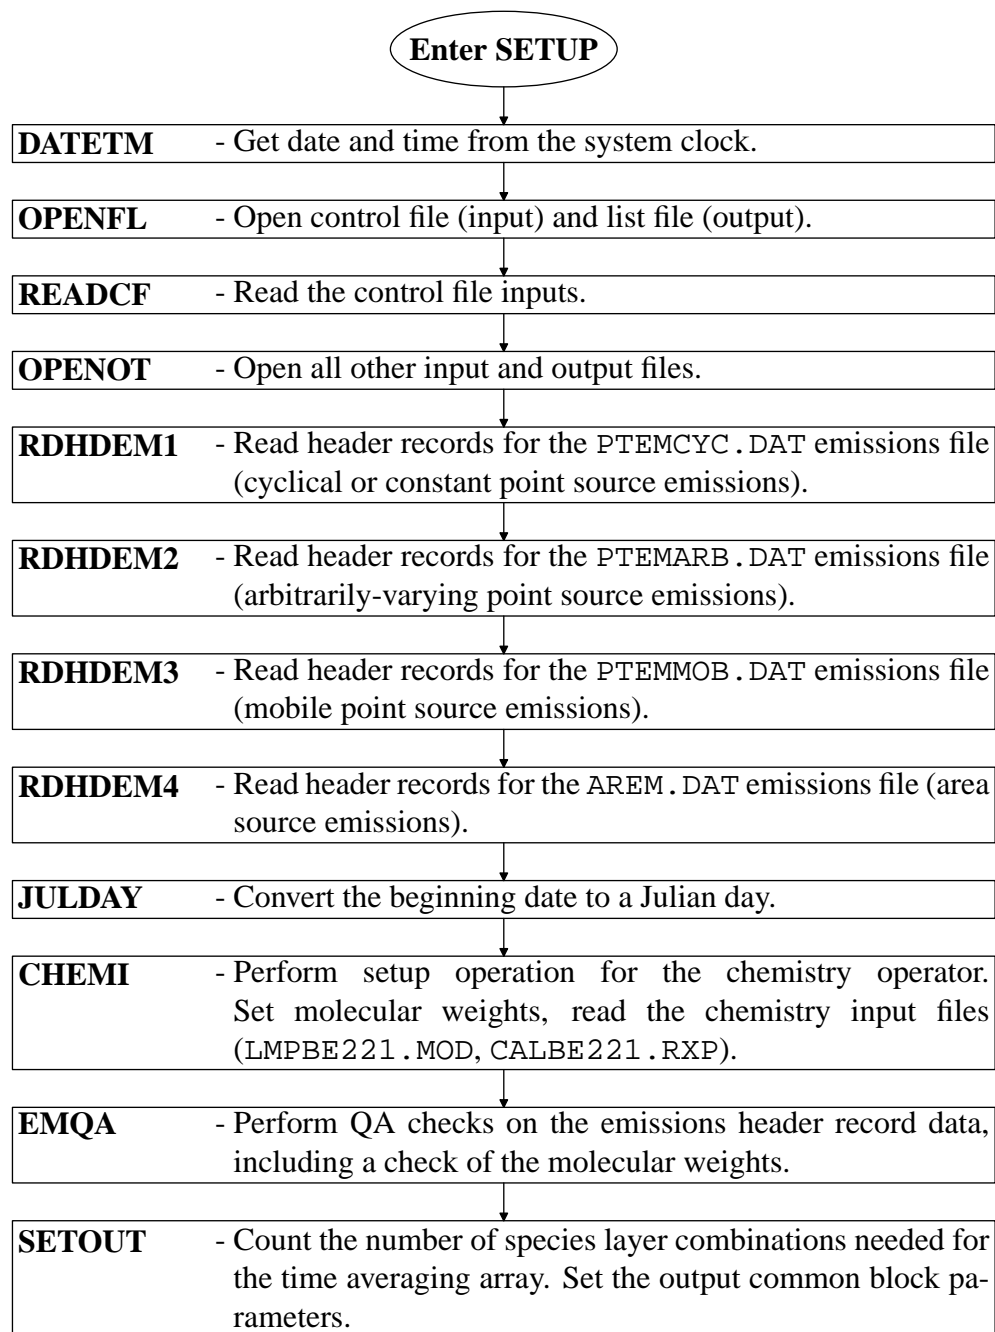 Enter SETUP
DATETM - Get date and time from the system clock.
OPENFL - Open control file (input) and list file (output).
READCF - Read the control file inputs.
OPENOT - Open all other input and output files.
RDHDEM1 - Read header records for the PTEMCYC.DAT emissions file
(cyclical or constant point source emissions).
RDHDEM2 - Read header records for the PTEMARB.DAT emissions file
(arbitrarily-varying point source emissions).
RDHDEM3 - Read header records for the PTEMMOB.DAT emissions file
(mobile point source emissions).
RDHDEM4 - Read header records for the AREM.DAT emissions file (area
source emissions).
JULDAY - Convert the beginning date to a Julian day.
CHEMI - Perform setup operation for the chemistry operator.
Set molecular weights, read the chemistry input files
(LMPBE221.MOD, CALBE221.RXP).
EMQA - Perform QA checks on the emissions header record data,
including a check of the molecular weights.
SETOUT - Count the number of species layer combinations needed for
the time averaging array. Set the output common block pa-
rameters.